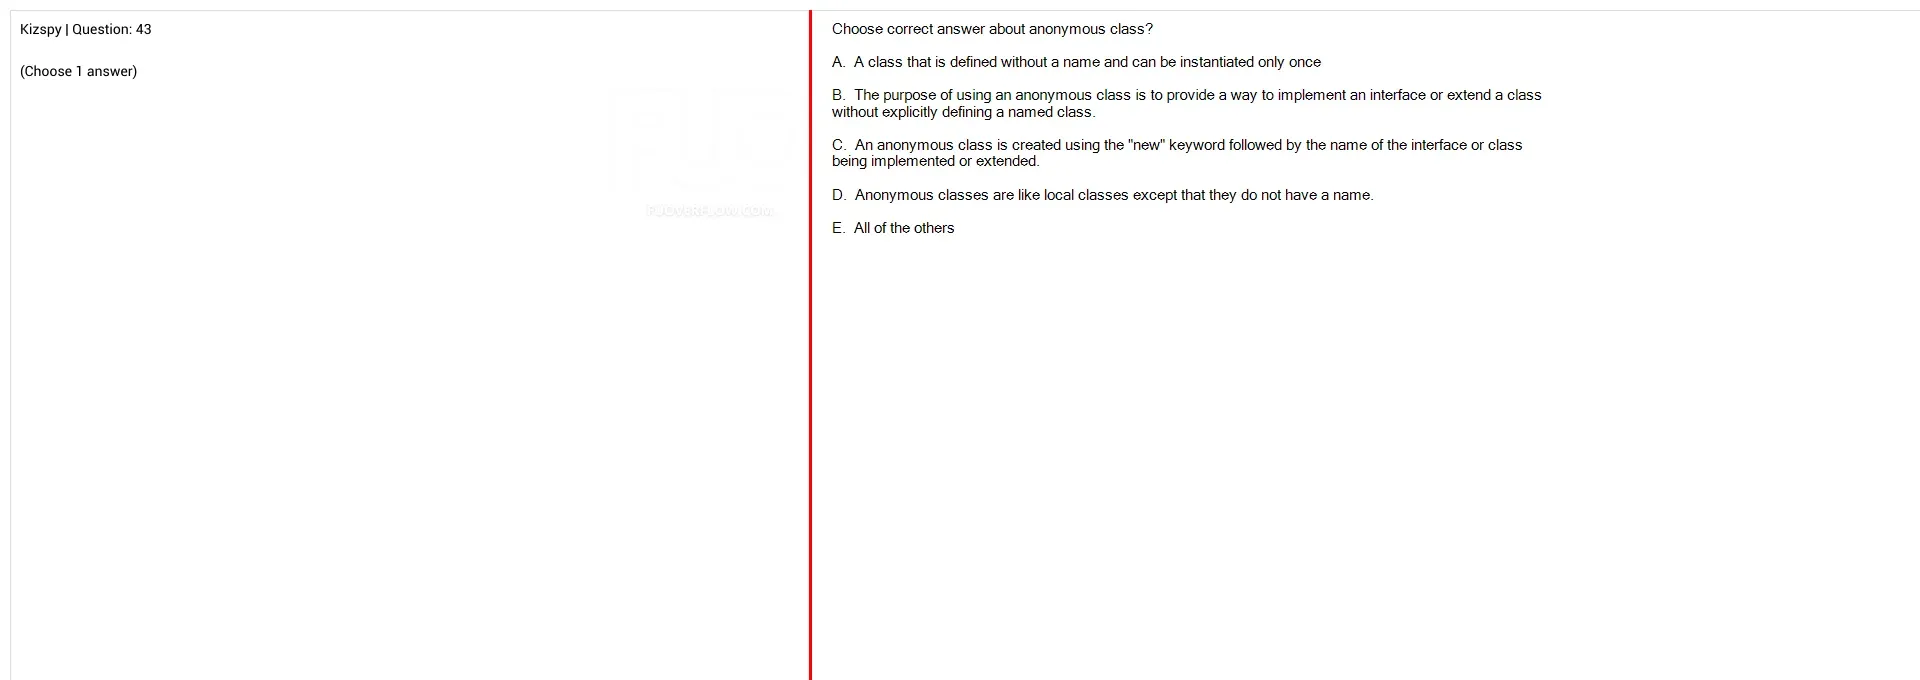 Kizspy | Question: 43
(Choose 1 answer)
FUOVERFLOW.COM
Choose correct answer about anonymous class?
A.  A class that is defined without a name and can be instantiated only once
B.  The purpose of using an anonymous class is to provide a way to implement an interface or extend a class
without explicitly defining a named class.
C.  An anonymous class is created using the "new" keyword followed by the name of the interface or class
being implemented or extended.
D.  Anonymous classes are like local classes except that they do not have a name.
E.  All of the others